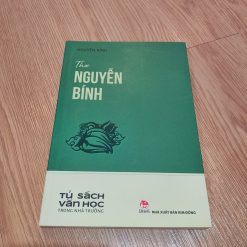 NGUYỄN BÍNH
Thơ
NGUYỄN
BÍNH
TỦ SÁCH
VĂN HỌC
TRONG NHÀ TRƯỜNG
NHÀ XUẤT BẢN KIM ĐỒNG